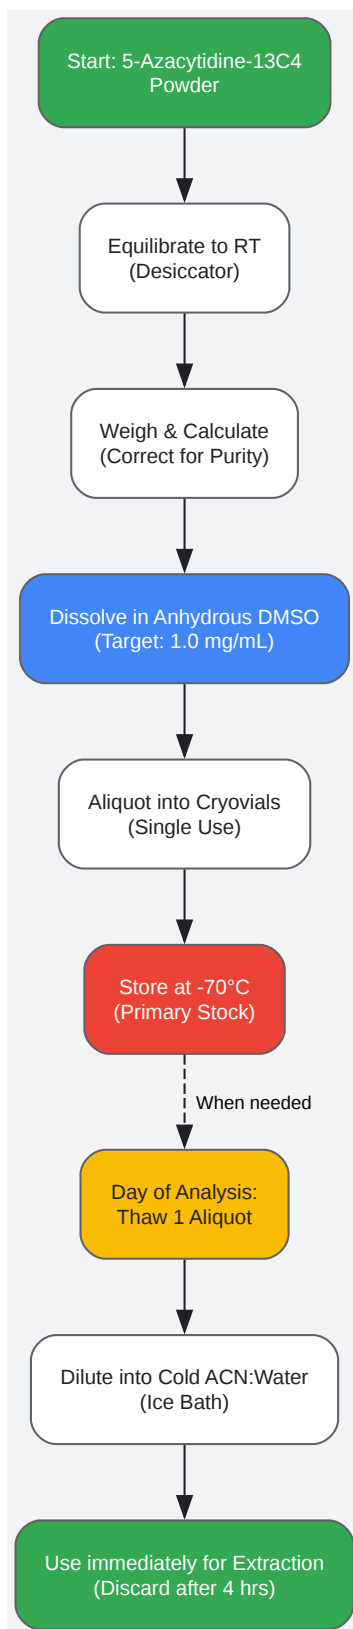 Start: 5-Azacytidine-13C4
Powder
Equilibrate to RT
(Desiccator)
Weigh & Calculate
(Correct for Purity)
Dissolve in Anhydrous DMSO
(Target: 1.0 mg/mL)
Aliquot into Cryovials
(Single Use)
Store at -70°C
(Primary Stock)
When needed
Day of Analysis:
Thaw 1 Aliquot
Dilute into Cold ACN:Water
(Ice Bath)
Use immediately for Extraction
(Discard after 4 hrs)